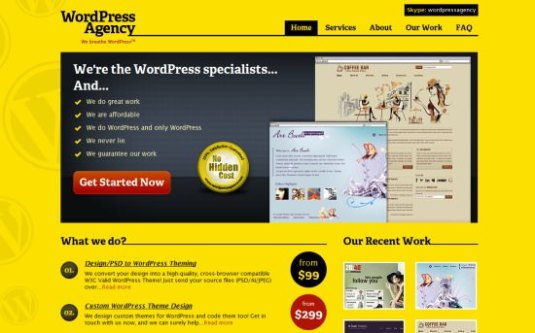 WordPress
Agency
We breathe WordPress™
Skype: wordpressagency
Home Services About Our Work FAQ
We're the WordPress specialists...
And...
We do great work
We are affordable
We do WordPress and only WordPress
We never lie
We guarantee our work
Get Started Now
No
Hidden
Cost
COFFEE BAR
What we do?
01.
Design/PSD to WordPress Theming
We convert your design into a high quality, cross-browser compatible
W3C Valid WordPress Theme! Just send your source files (PSD/AI/JPEG)
over...Read more
from
$99
02.
Custom WordPress Theme Design
We design custom themes for WordPress and code them too! Get in
touch with us now, and we can surely help...Read more
from
$299
Our Recent Work